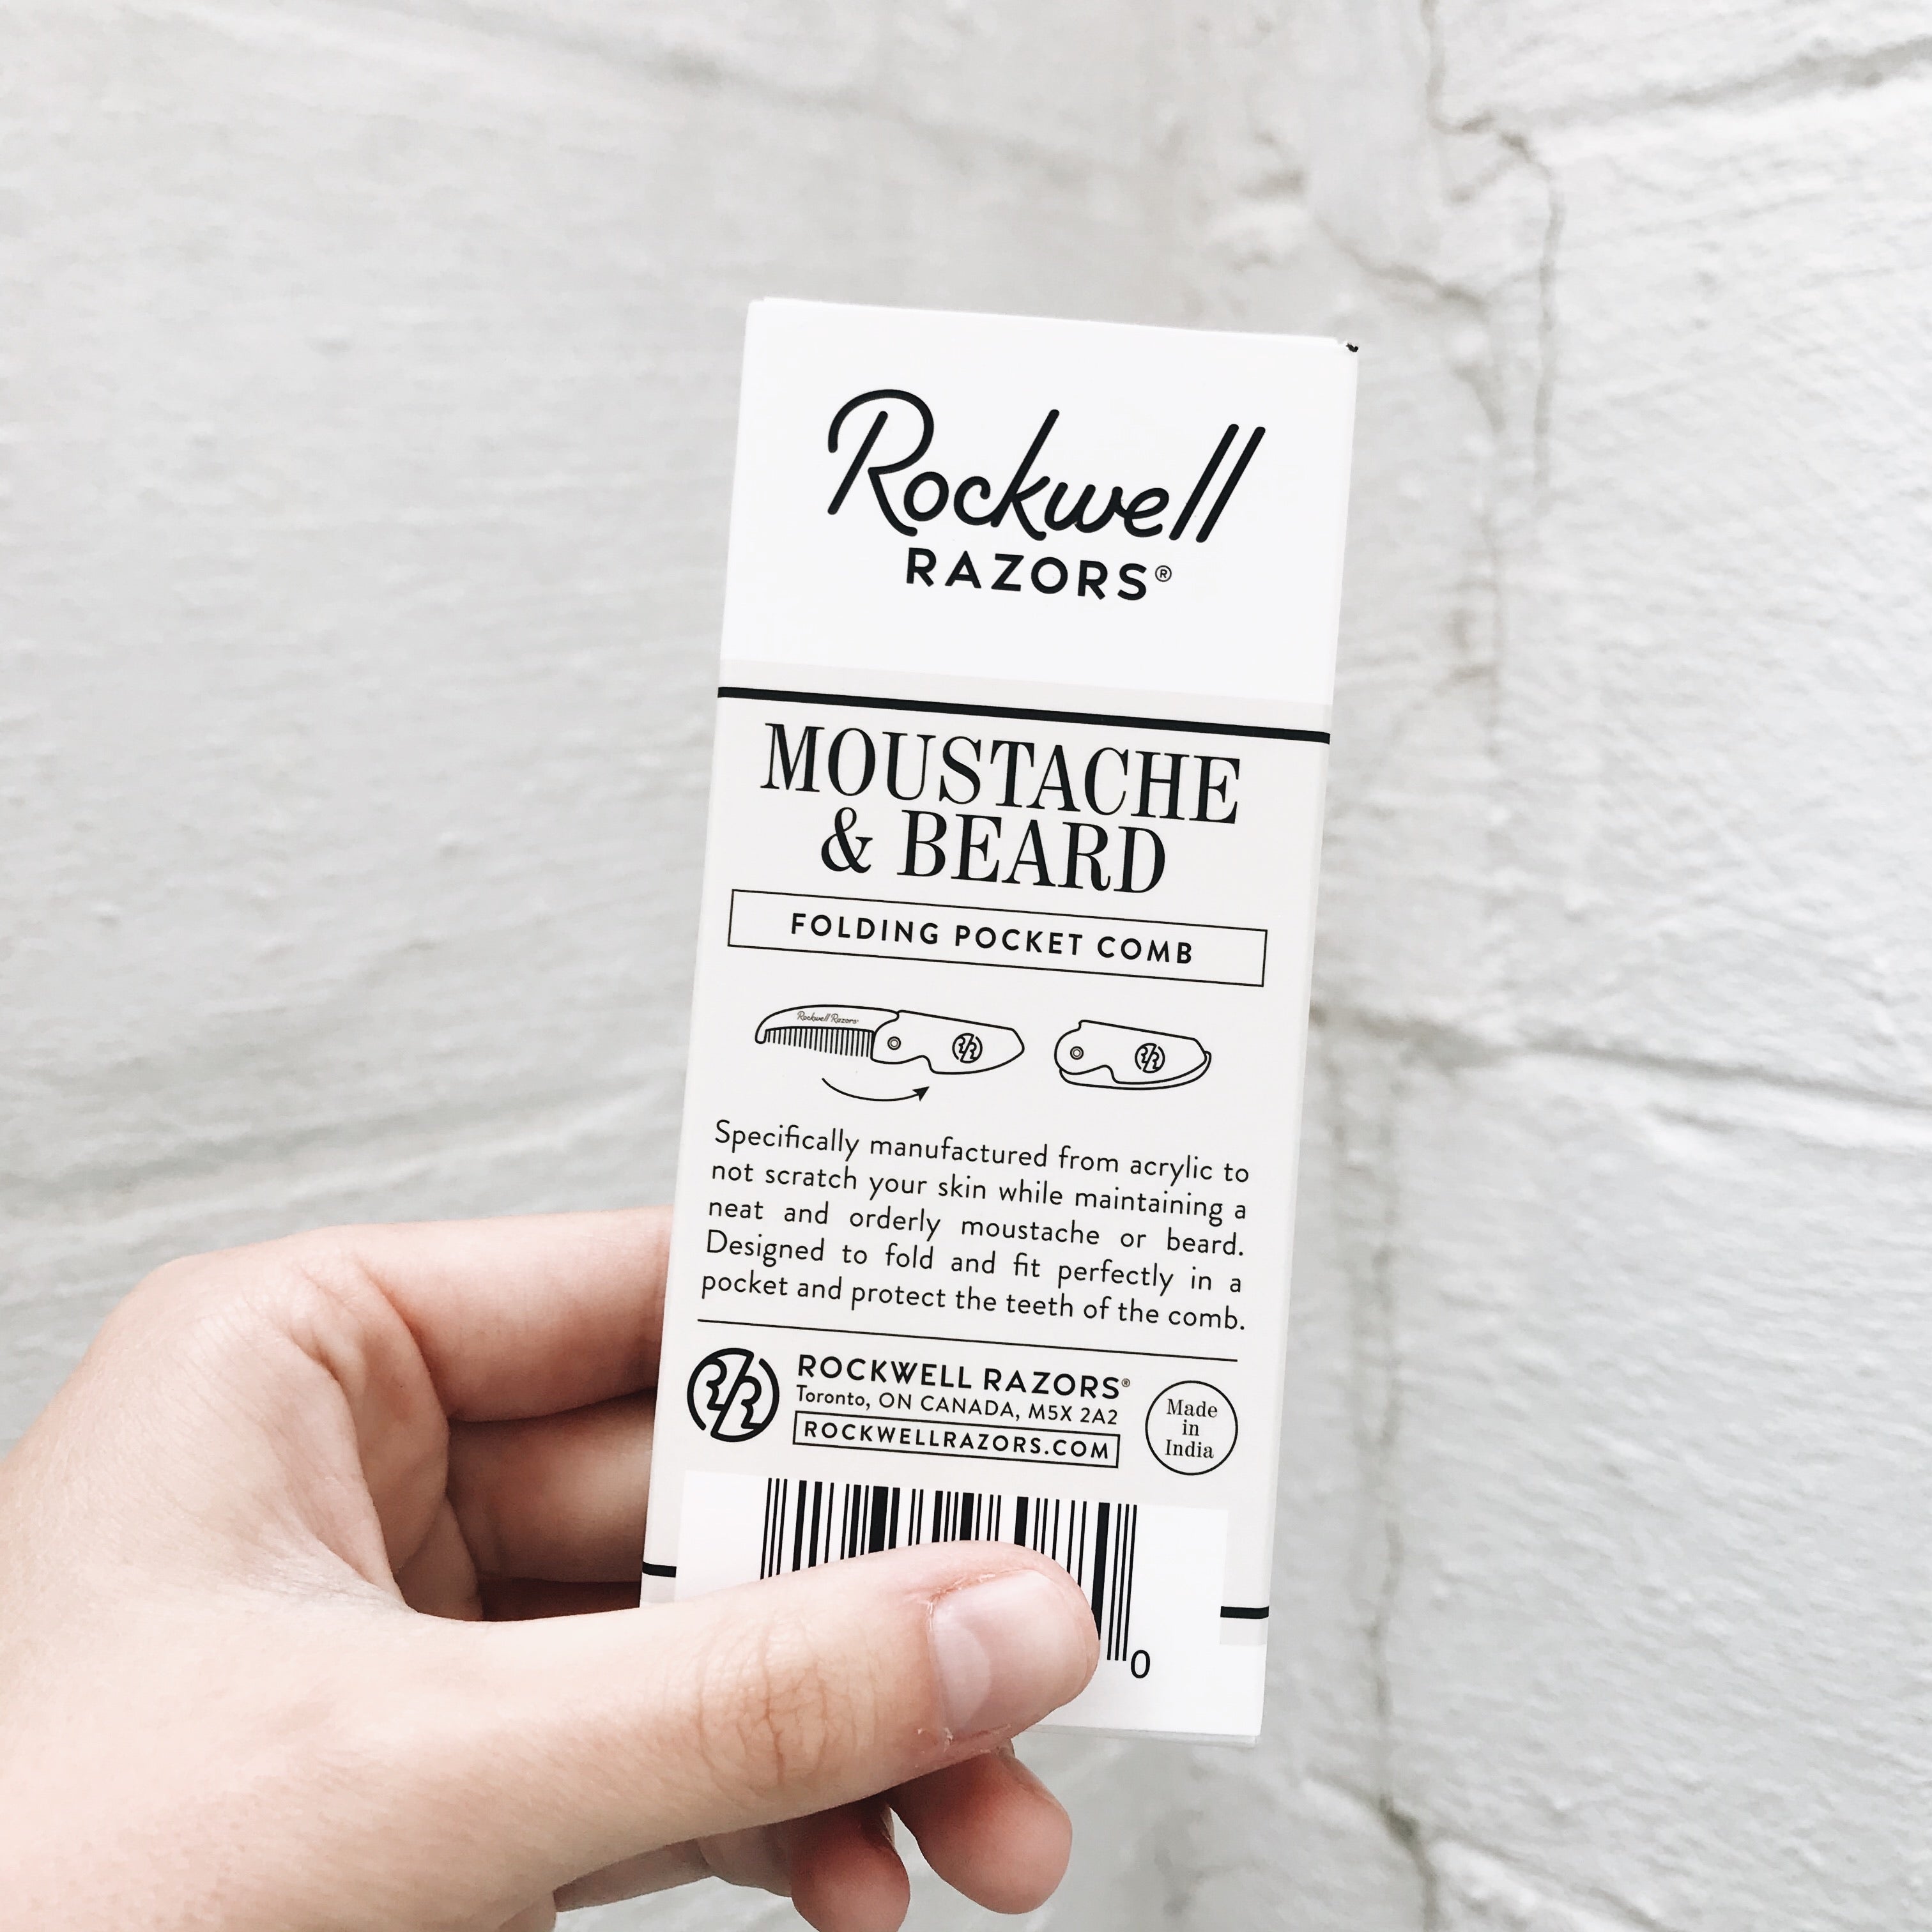 Rockwell
RAZORS®
MOUSTACHE
& BEARD
FOLDING POCKET COMB
Rockwell Razors
Specifically manufactured from acrylic to
not scratch your skin while maintaining a
neat and orderly moustache or beard.
Designed to fold and fit perfectly in a
pocket and protect the teeth of the comb.
ROCKWELL RAZORS®
Toronto, ON CANADA, M5X 2A2
ROCKWELLRAZORS.COM
Made
in
India
0